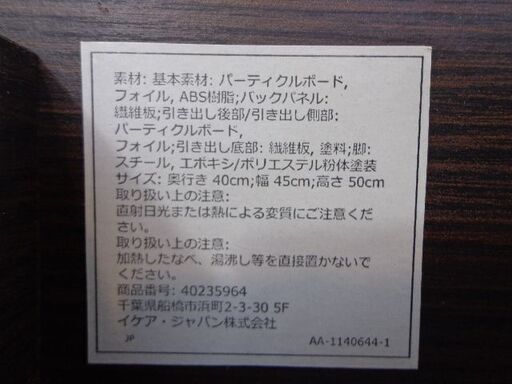 素材: 基本素材: パーティクルボード,
フォイル, ABS樹脂;バックパネル:
繊維板;引き出し後部/引き出し側部:
パーティクルボード,
フォイル;引き出し底部: 繊維板, 塗料;脚:
スチール, エポキシ/ポリエステル粉体塗装
サイズ: 奥行き 40cm;幅 45cm;高さ 50cm
取り扱い上の注意:
直射日光または熱による変質にご注意くだ
さい。
取り扱い上の注意:
加熱したなべ、湯沸し等を直接置かないで
ください。
商品番号: 40235964
千葉県船橋市浜町2-3-30 5F
イケア・ジャパン株式会社
JP AA-1140644-1